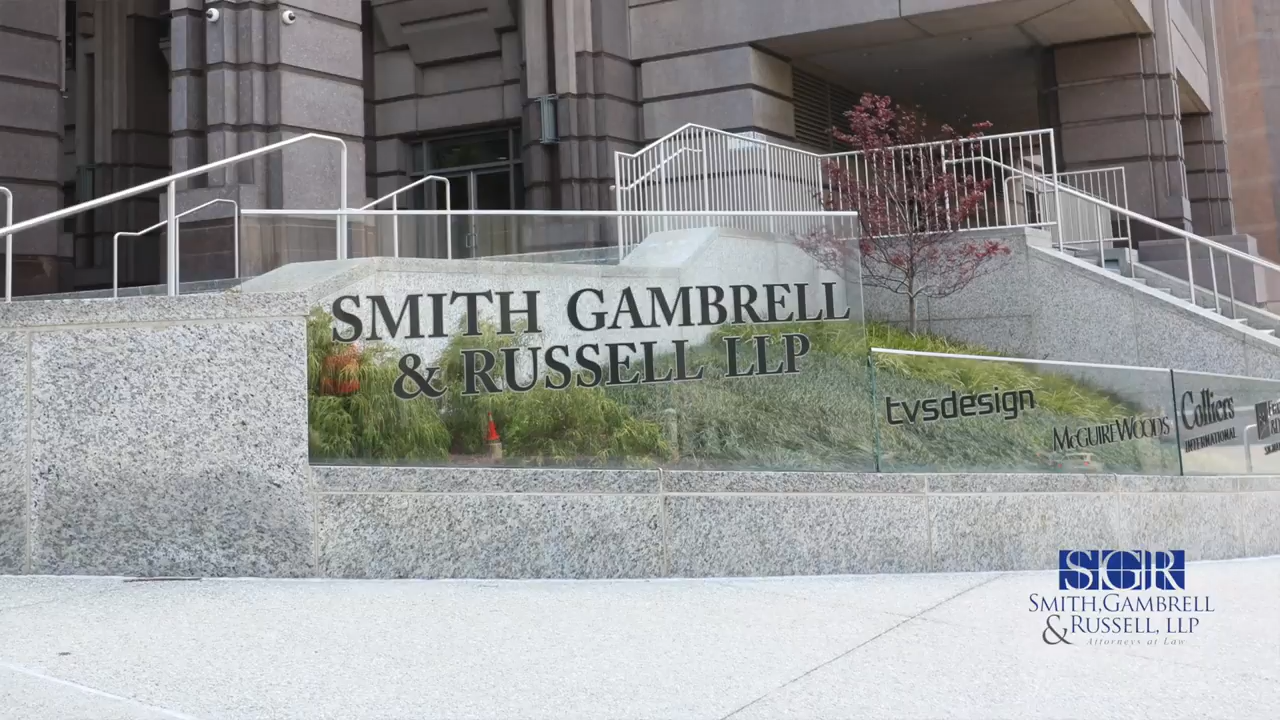 SMITH GAMBRELL
& RUSSELL LLP
tvsdesign
MCGUIREWOODS
Colliers
INTERNATIONAL
SGR
SMITH, GAMBRELL
& RUSSELL, LLP
Attorneys at Law